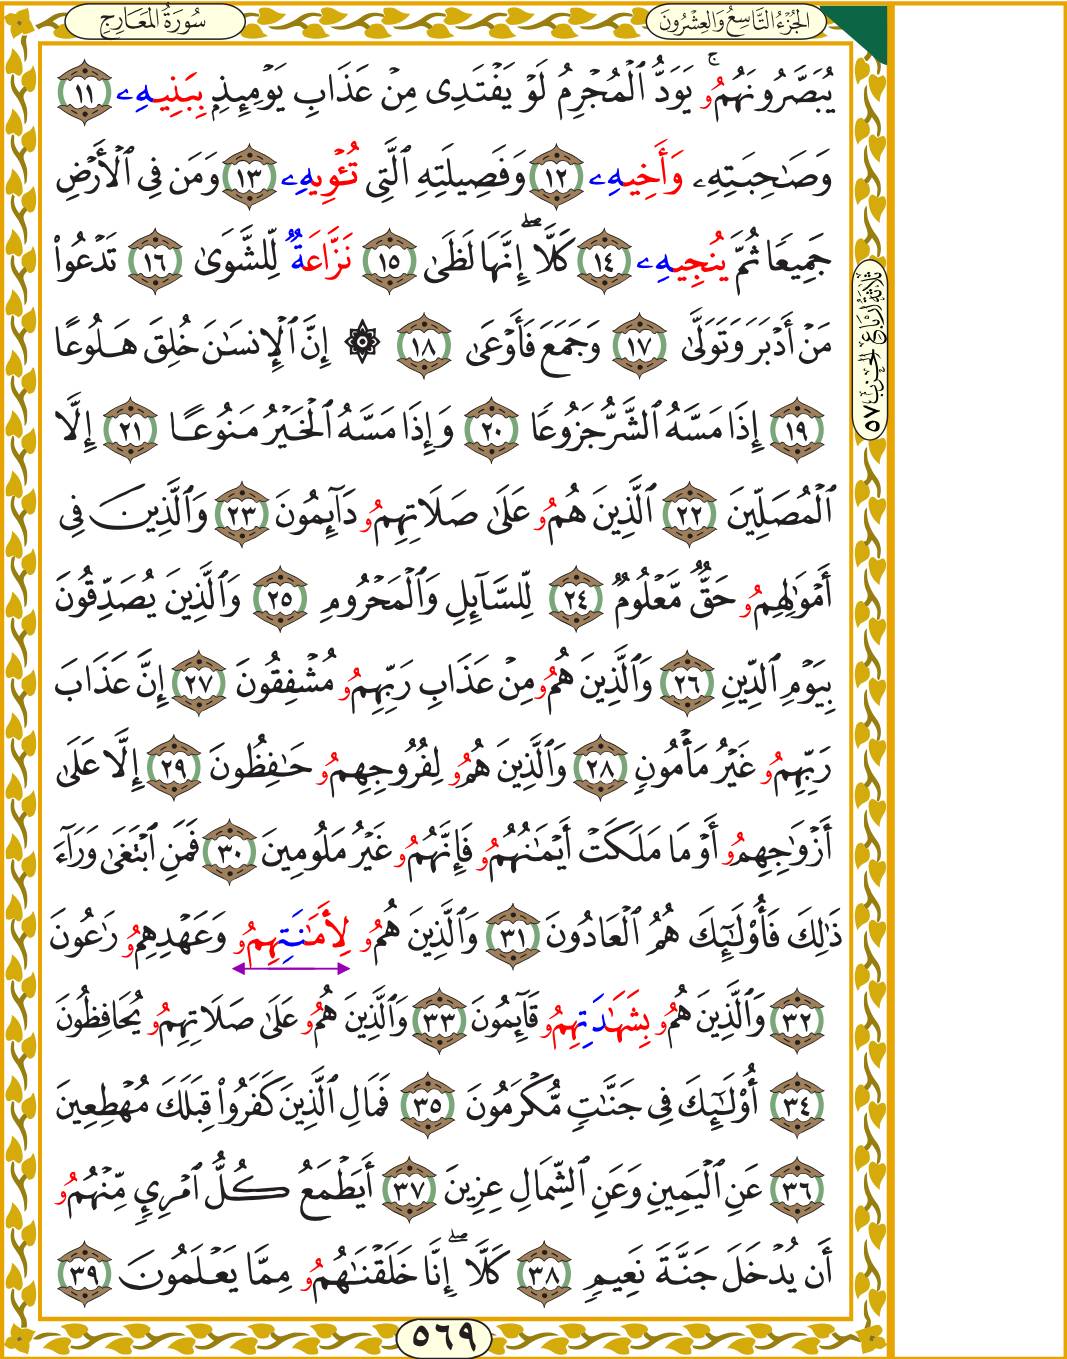 سُورَةُ المَعَارِجِ
الجُزْءُ التَّاسِعُ وَالعِشْرُونَ
يُبَصَّرُونَهُمُۥۚ يَوَدُّ ٱلْمُجْرِمُ لَوْ يَفْتَدِى مِنْ عَذَابِ يَوْمِئِذِۭ بِبَنِيهِۦ ١١
وَصَـٰحِبَتِهِۦ وَأَخِيهِۦ ١٢ وَفَصِيلَتِهِ ٱلَّتِى تُـْٔوِيهِۦ ١٣ وَمَن فِى ٱلْأَرْضِ
جَمِيعًا ثُمَّ يُنجِيهِۦ ١٤ كَلَّآۖ إِنَّهَا لَظَىٰ ١٥ نَزَّاعَةٌ لِّلشَّوَىٰ ١٦ تَدْعُوا۟
مَنْ أَدْبَرَ وَتَوَلَّىٰ ١٧ وَجَمَعَ فَأَوْعَىٰ ١٨ ۞ إِنَّ ٱلْإِنسَـٰنَ خُلِقَ هَلُوعًا
ثَلَاثَةُ أَرْبَاعِ الحِزْبِ ٥٧
١٩ إِذَا مَسَّهُ ٱلشَّرُّ جَزُوعًا ٢٠ وَإِذَا مَسَّهُ ٱلْخَيْرُ مَنُوعًا ٢١ إِلَّا
ٱلْمُصَلِّينَ ٢٢ ٱلَّذِينَ هُمُۥ عَلَىٰ صَلَاتِهِمُۥ دَآئِمُونَ ٢٣ وَٱلَّذِينَ فِى
أَمْوَٰلِهِمُۥ حَقٌّ مَّعْلُومٌ ٢٤ لِّلسَّآئِلِ وَٱلْمَحْرُومِ ٢٥ وَٱلَّذِينَ يُصَدِّقُونَ
بِيَوْمِ ٱلدِّينِ ٢٦ وَٱلَّذِينَ هُمُۥ مِنْ عَذَابِ رَبِّهِمُۥ مُشْفِقُونَ ٢٧ إِنَّ عَذَابَ
رَبِّهِمُۥ غَيْرُ مَأْمُونٍ ٢٨ وَٱلَّذِينَ هُمُۥ لِفُرُوجِهِمُۥ حَـٰفِظُونَ ٢٩ إِلَّا عَلَىٰ
أَزْوَٰجِهِمُۥ أَوْ مَا مَلَكَتْ أَيْمَـٰنُهُمُۥ فَإِنَّهُمُۥ غَيْرُ مَلُومِينَ ٣٠ فَمَنِ ٱبْتَغَىٰ وَرَآءَ
ذَٰلِكَ فَأُو۟لَـٰٓئِكَ هُمُ ٱلْعَادُونَ ٣١ وَٱلَّذِينَ هُمُۥ لِأَمَـٰنَتِهِمُۥ وَعَهْدِهِمُۥ رَٰعُونَ
٣٢ وَٱلَّذِينَ هُمُۥ بِشَهَـٰدَتِهِمُۥ قَآئِمُونَ ٣٣ وَٱلَّذِينَ هُمُۥ عَلَىٰ صَلَاتِهِمُۥ يُحَافِظُونَ
٣٤ أُو۟لَـٰٓئِكَ فِى جَنَّـٰتٍ مُّكْرَمُونَ ٣٥ فَمَالِ ٱلَّذِينَ كَفَرُوا۟ قِبَلَكَ مُهْطِعِينَ
٣٦ عَنِ ٱلْيَمِينِ وَعَنِ ٱلشِّمَالِ عِزِينَ ٣٧ أَيَطْمَعُ كُلُّ ٱمْرِئٍ مِّنْهُمُۥ
أَن يُدْخَلَ جَنَّةَ نَعِيمٍ ٣٨ كَلَّآۖ إِنَّا خَلَقْنَـٰهُمُۥ مِمَّا يَعْلَمُونَ ٣٩
٥٦٩